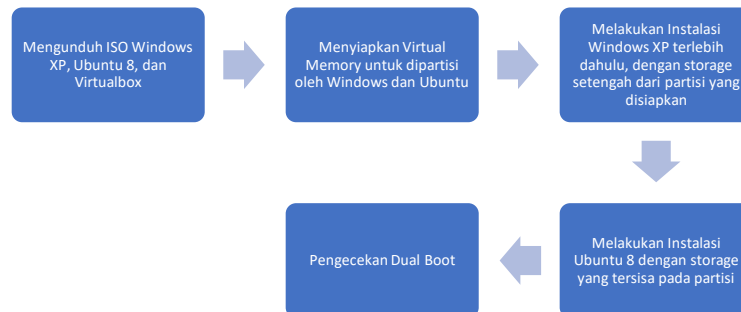 Mengunduh ISO Windows
XP, Ubuntu 8, dan
Virtualbox
Menyiapkan Virtual
Memory untuk dipartisi
oleh Windows dan Ubuntu
Melakukan Instalasi
Windows XP terlebih
dahulu, dengan storage
setengah dari partisi yang
disiapkan
Melakukan Instalasi
Ubuntu 8 dengan storage
yang tersisa pada partisi
Pengecekan Dual Boot